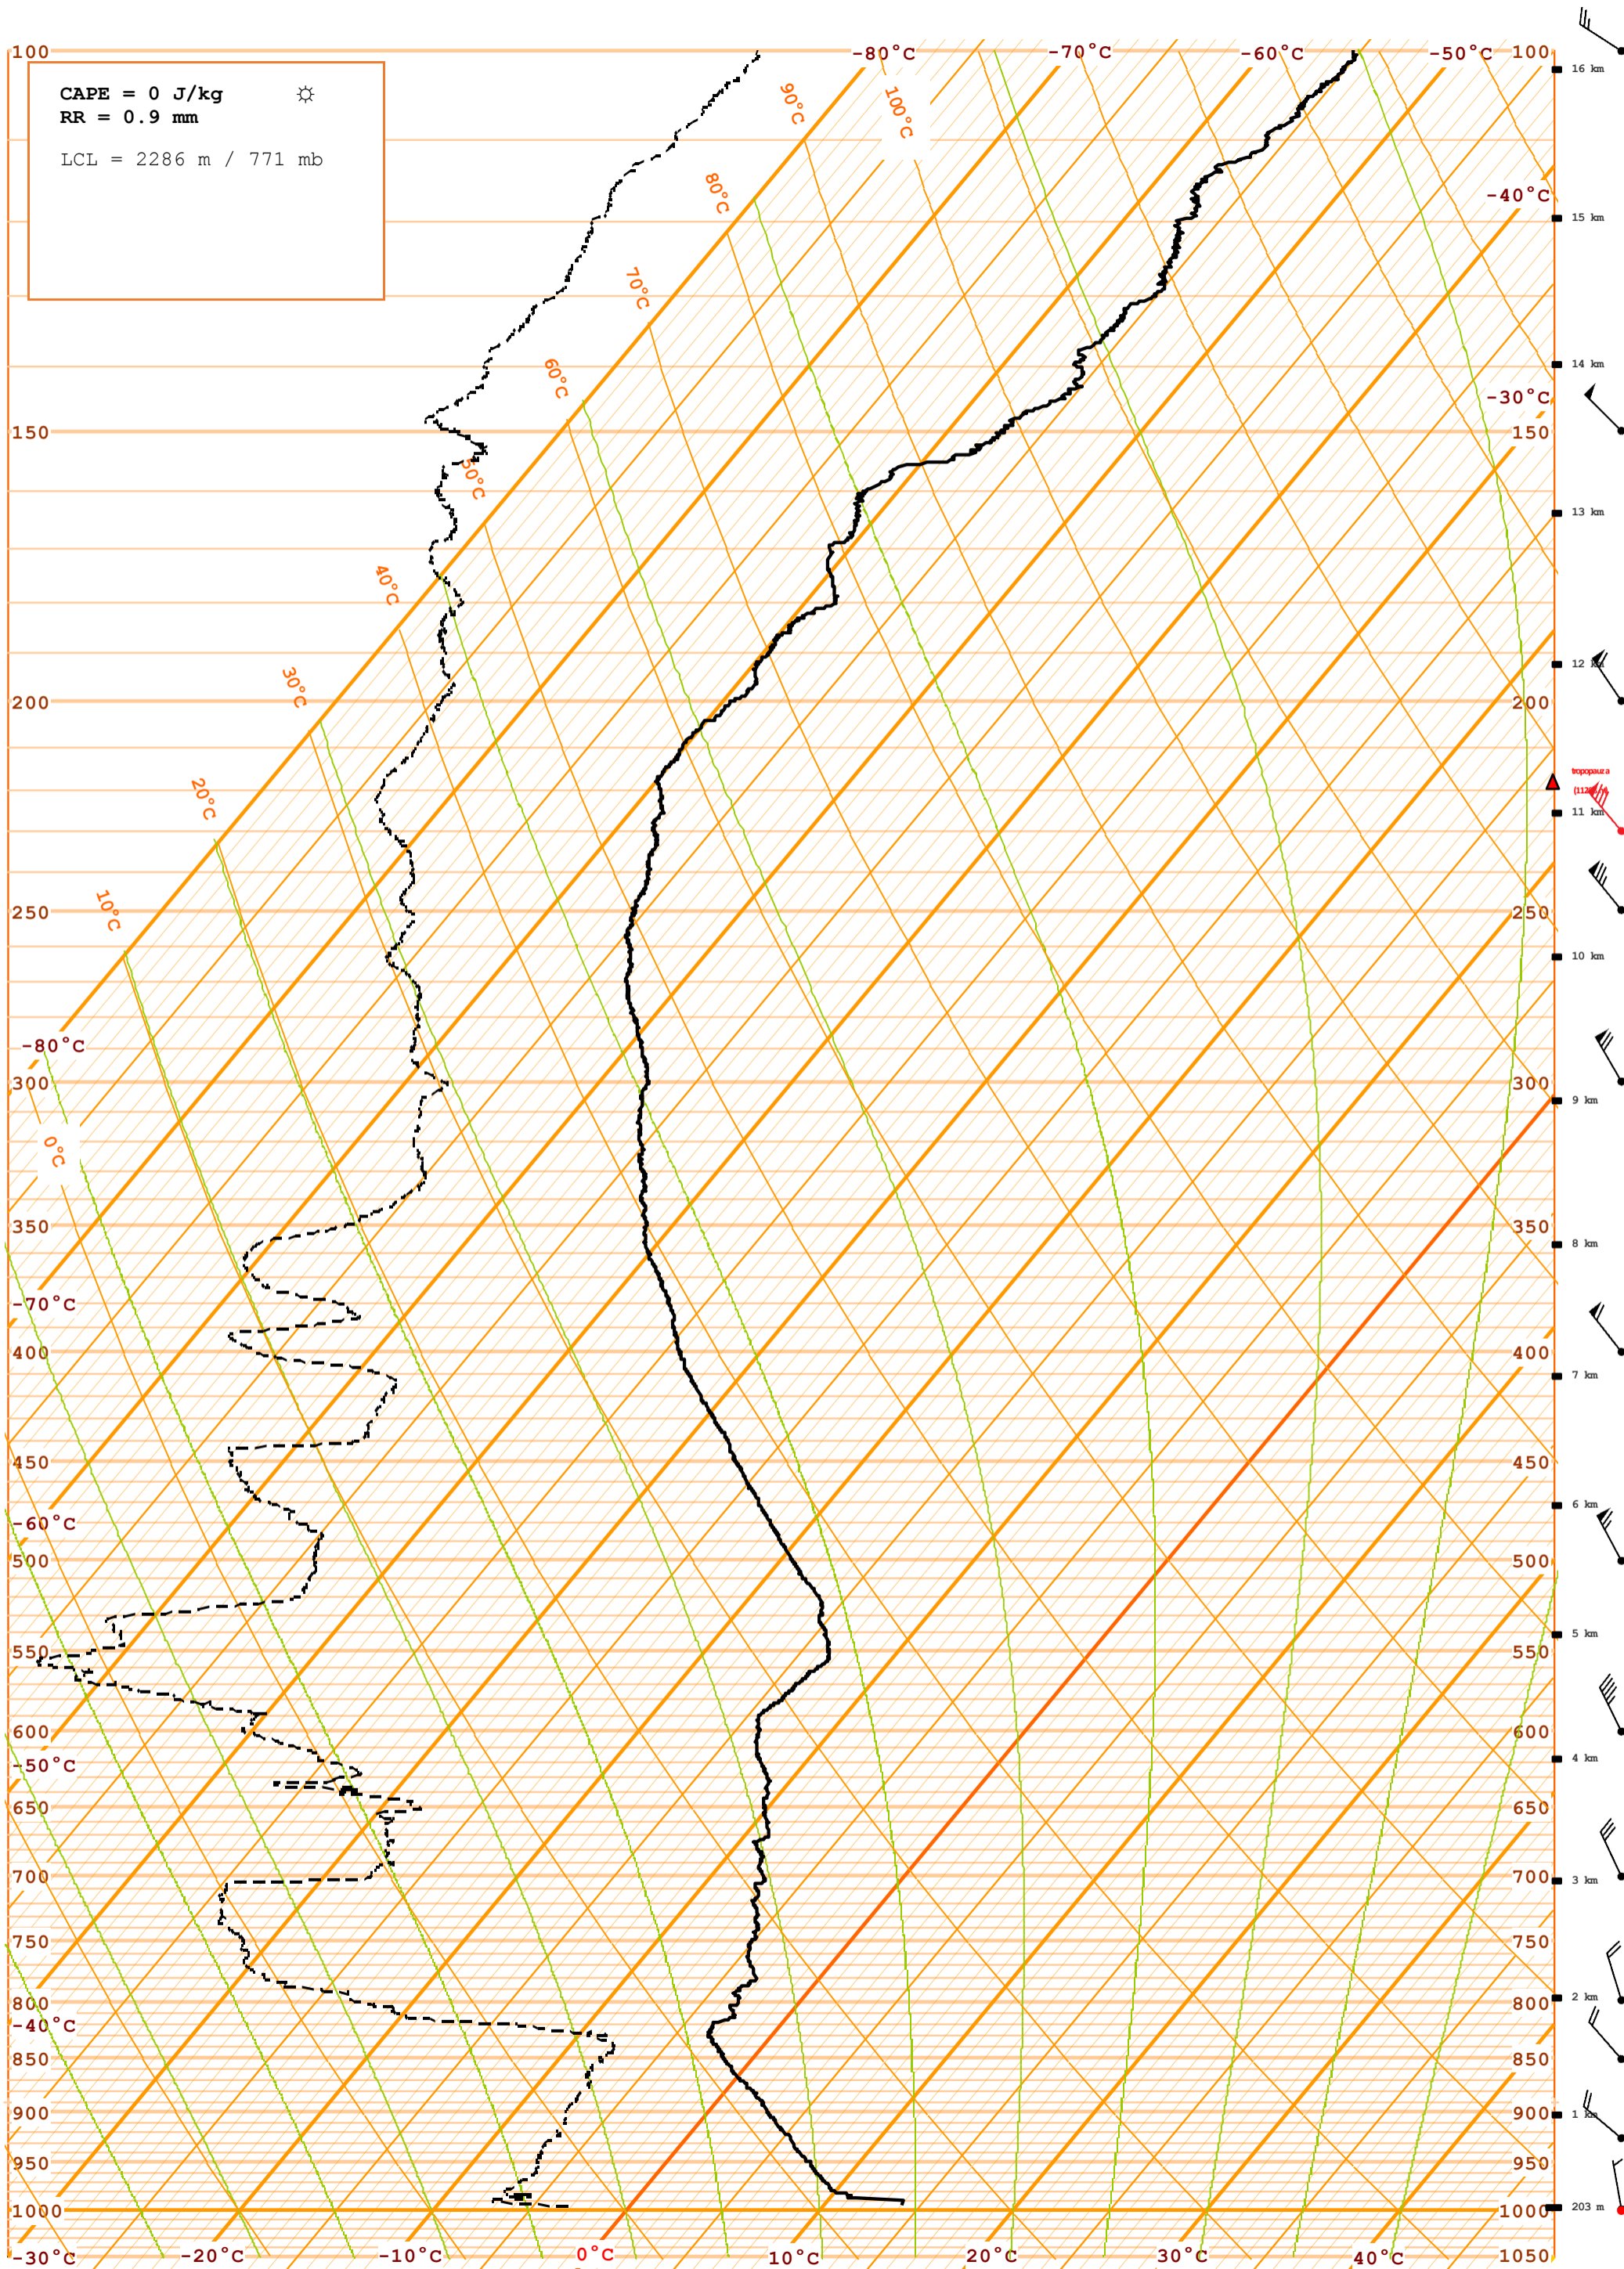 100 -80°C -70°C -60°C -50°C 100
16 km
CAPE = 0 J/kg
RR = 0.9 mm
LCL = 2286 m / 771 mb
90°C 100°C
80°C
-40°C
15 km
70°C
14 km
60°C
-30°C
150 150
50°C
13 km
40°C
12 km
30°C
200 200
tropopauza
20°C
11 km
10°C
250 250
10 km
-80°C
300 300
9 km
0°C
350 350
8 km
-70°C
400 400
7 km
450 450
6 km
-60°C
500 500
5 km
550 550
600 600
4 km
-50°C
650 650
700 700
3 km
750 750
2 km
800 800
-40°C
850 850
900 900
1 km
950 950
1000 1000
203 m
-30°C -20°C -10°C 0°C 10°C 20°C 30°C 40°C 1050